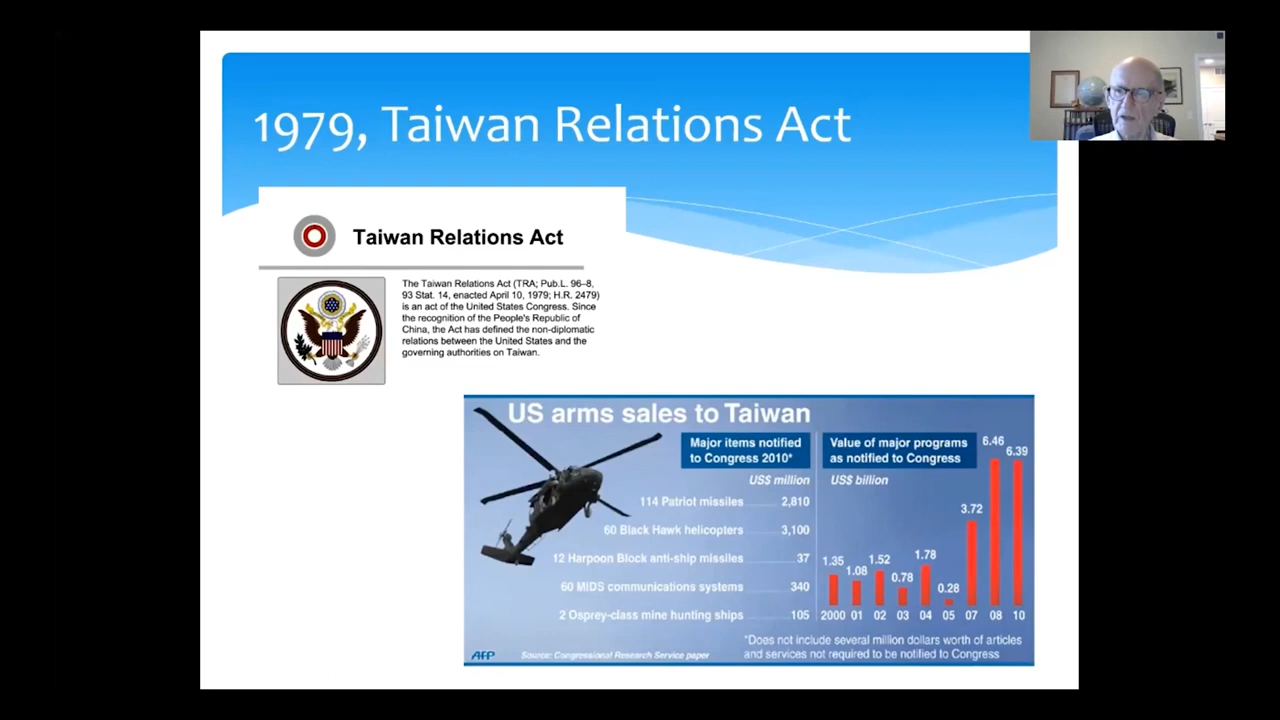 1979, Taiwan Relations Act
Taiwan Relations Act
The Taiwan Relations Act (TRA; Pub.L. 96–8,
93 Stat. 14, enacted April 10, 1979; H.R. 2479)
is an act of the United States Congress. Since
the recognition of the People's Republic of
China, the Act has defined the non-diplomatic
relations between the United States and the
governing authorities on Taiwan.
US arms sales to Taiwan
Major items notified
to Congress 2010*
US$ million
114 Patriot missiles 2,810
60 Black Hawk helicopters 3,100
12 Harpoon Block anti-ship missiles 37
60 MIDS communications systems 340
2 Osprey-class mine hunting ships 105
Value of major programs
as notified to Congress
US$ billion
1.35 1.08 1.52 0.78 1.78 0.28 3.72 6.46 6.39
2000 01 02 03 04 05 07 08 10
*Does not include several million dollars worth of articles
and services not required to be notified to Congress
AFP Source: Congressional Research Service paper